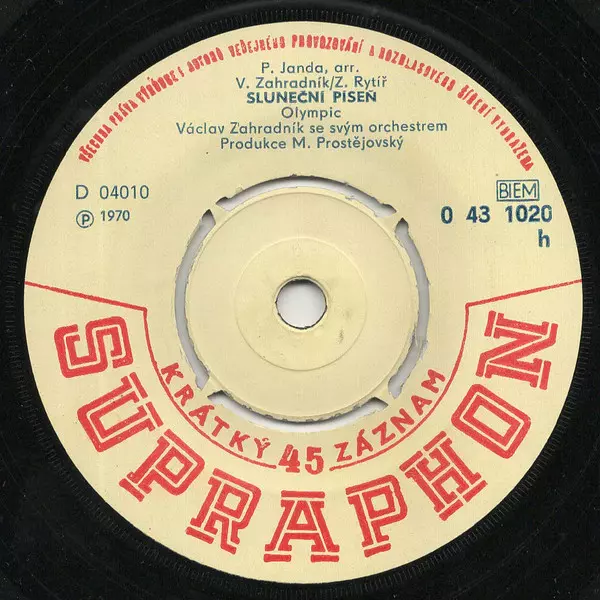 VŠECHNA PRÁVA VÝROBCE I AUTORŮ VEŘEJNÉHO PROVOZOVÁNÍ A ROZHLASOVÉHO ŠÍŘENÍ VYHRAŽENA
P. Janda, arr.
V. Zahradník/Z. Rytíř
SLUNEČNÍ PÍSEŇ
Olympic
Václav Zahradník se svým orchestrem
Produkce M. Prostějovský
D 04010
BIEM
Ⓟ 1970
0 43 1020
h
KRÁTKÝ 45 ZÁZNAM
SUPRAPHON